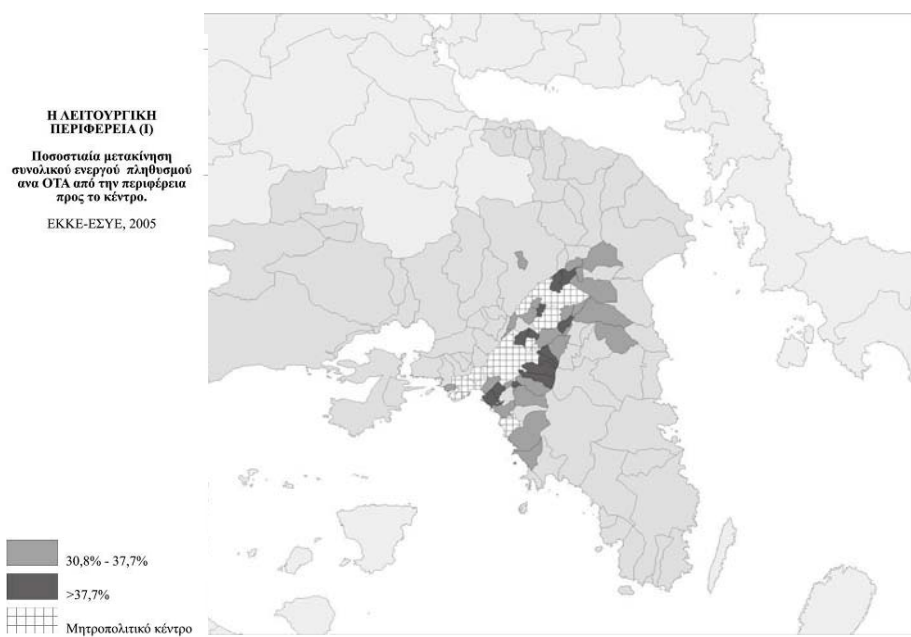 Η ΛΕΙΤΟΥΡΓΙΚΗ
ΠΕΡΙΦΕΡΕΙΑ (Ι)
Ποσοστιαία μετακίνηση
συνολικού ενεργού πληθυσμού
ανα ΟΤΑ από την περιφέρεια
προς το κέντρο.
ΕΚΚΕ-ΕΣΥΕ, 2005
30,8% - 37,7%
>37,7%
Μητροπολιτικό κέντρο